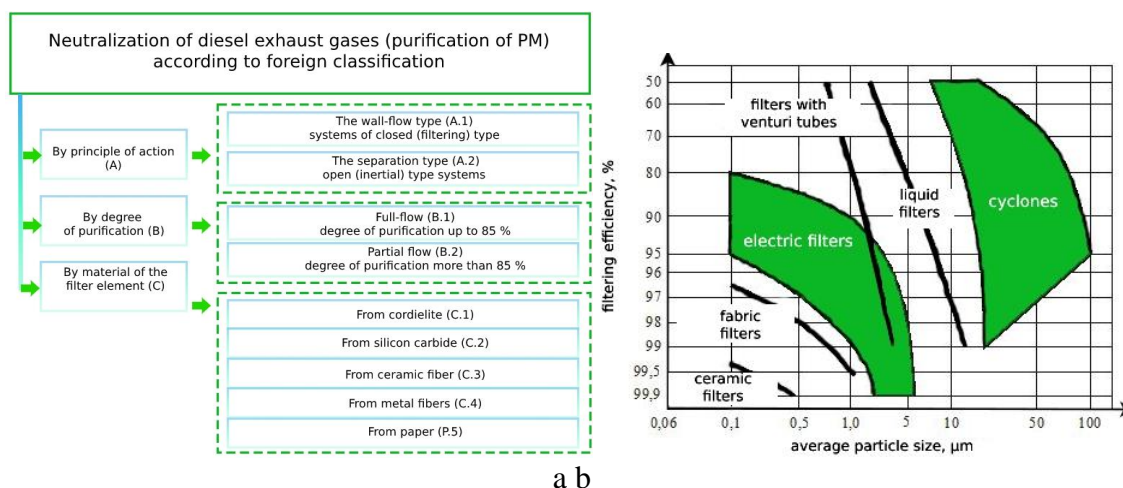 Neutralization of diesel exhaust gases (purification of PM)
according to foreign classification
By principle of action
(A)
The wall-flow type (A.1)
systems of closed (filtering) type
The separation type (A.2)
open (inertial) type systems
By degree
of purification (B)
Full-flow (B.1)
degree of purification up to 85 %
Partial flow (B.2)
degree of purification more than 85 %
By material of the
filter element (C)
From cordielite (C.1)
From silicon carbide (C.2)
From ceramic fiber (C.3)
From metal fibers (C.4)
From paper (P.5)
filtering efficiency, %
50
60
70
80
90
95
96
97
98
99
99,5
99,9
filters with
venturi tubes
liquid
filters
cyclones
electric filters
fabric
filters
ceramic
filters
0,06
0,1
0,5
1,0
5
10
50
100
average particle size, µm
a b